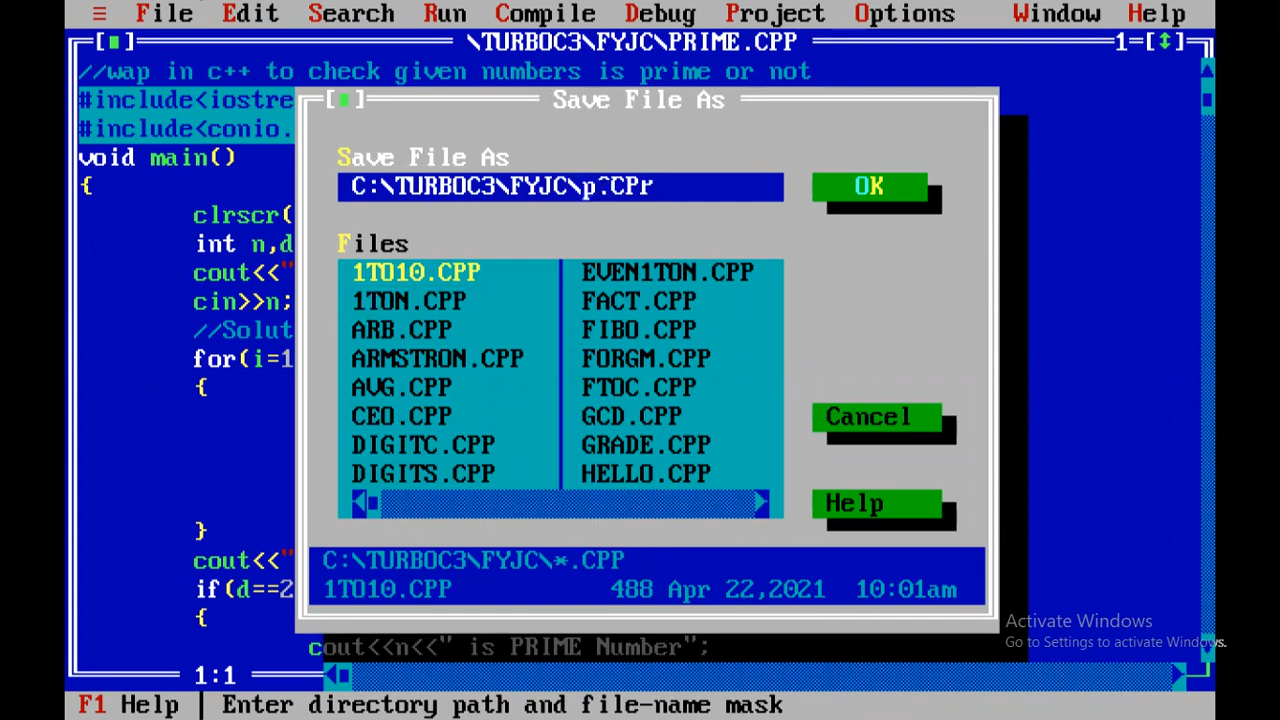 ≡ File Edit Search Run Compile Debug Project Options Window Help
[■] \TURBOC3\FYJC\PRIME.CPP 1=[↕]
//wap in c++ to check given numbers is prime or not
#include<iostre
#include<conio.
void main()
{
clrscr(
int n,d
cout<<"
cin>>n;
//Solut
for(i=1
{
}
cout<<"
if(d==2
{
cout<<n<<" is PRIME Number";
1:1
[■] Save File As
Save File As
C:\TURBOC3\FYJC\p^CPr
OK
Files
1TO10.CPP EVEN1TON.CPP
1TON.CPP FACT.CPP
ARB.CPP FIBO.CPP
ARMSTRON.CPP FORGM.CPP
AVG.CPP FTOC.CPP
CEO.CPP GCD.CPP
DIGITC.CPP GRADE.CPP
DIGITS.CPP HELLO.CPP
Cancel
Help
C:\TURBOC3\FYJC\*.CPP
1TO10.CPP 488 Apr 22,2021 10:01am
Activate Windows
Go to Settings to activate Windows.
F1 Help │ Enter directory path and file-name mask